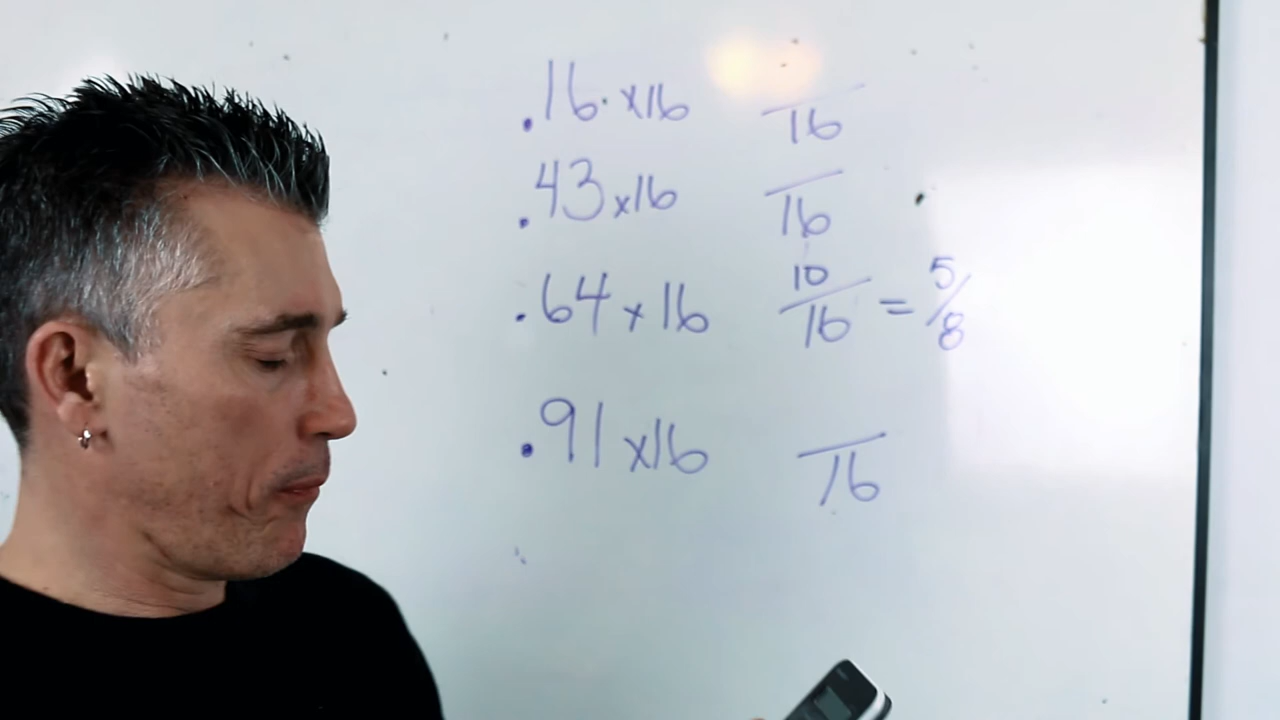 .16 x16 /16
.43 x16 /16
.64 x 16 10/16 = 5/8
.91 x16 /16